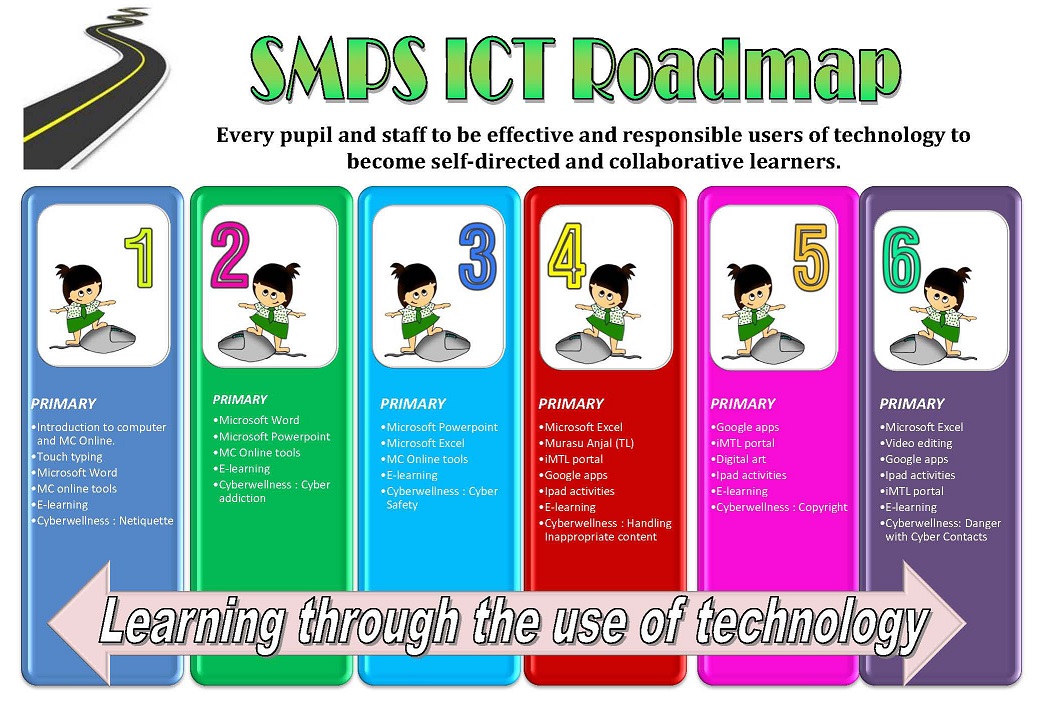 SMPS ICT Roadmap
Every pupil and staff to be effective and responsible users of technology to
become self-directed and collaborative learners.
1
PRIMARY
•Introduction to computer
and MC Online.
•Touch typing
•Microsoft Word
•MC online tools
•E-learning
•Cyberwellness : Netiquette
2
PRIMARY
•Microsoft Word
•Microsoft Powerpoint
•MC Online tools
•E-learning
•Cyberwellness : Cyber
addiction
3
PRIMARY
•Microsoft Powerpoint
•Microsoft Excel
•MC Online tools
•E-learning
•Cyberwellness : Cyber
Safety
4
PRIMARY
•Microsoft Excel
•Murasu Anjal (TL)
•iMTL portal
•Google apps
•Ipad activities
•E-learning
•Cyberwellness : Handling
Inappropriate content
5
PRIMARY
•Google apps
•iMTL portal
•Digital art
•Ipad activities
•E-learning
•Cyberwellness : Copyright
6
PRIMARY
•Microsoft Excel
•Video editing
•Google apps
•Ipad activities
•iMTL portal
•E-learning
•Cyberwellness: Danger
with Cyber Contacts
Learning through the use of technology